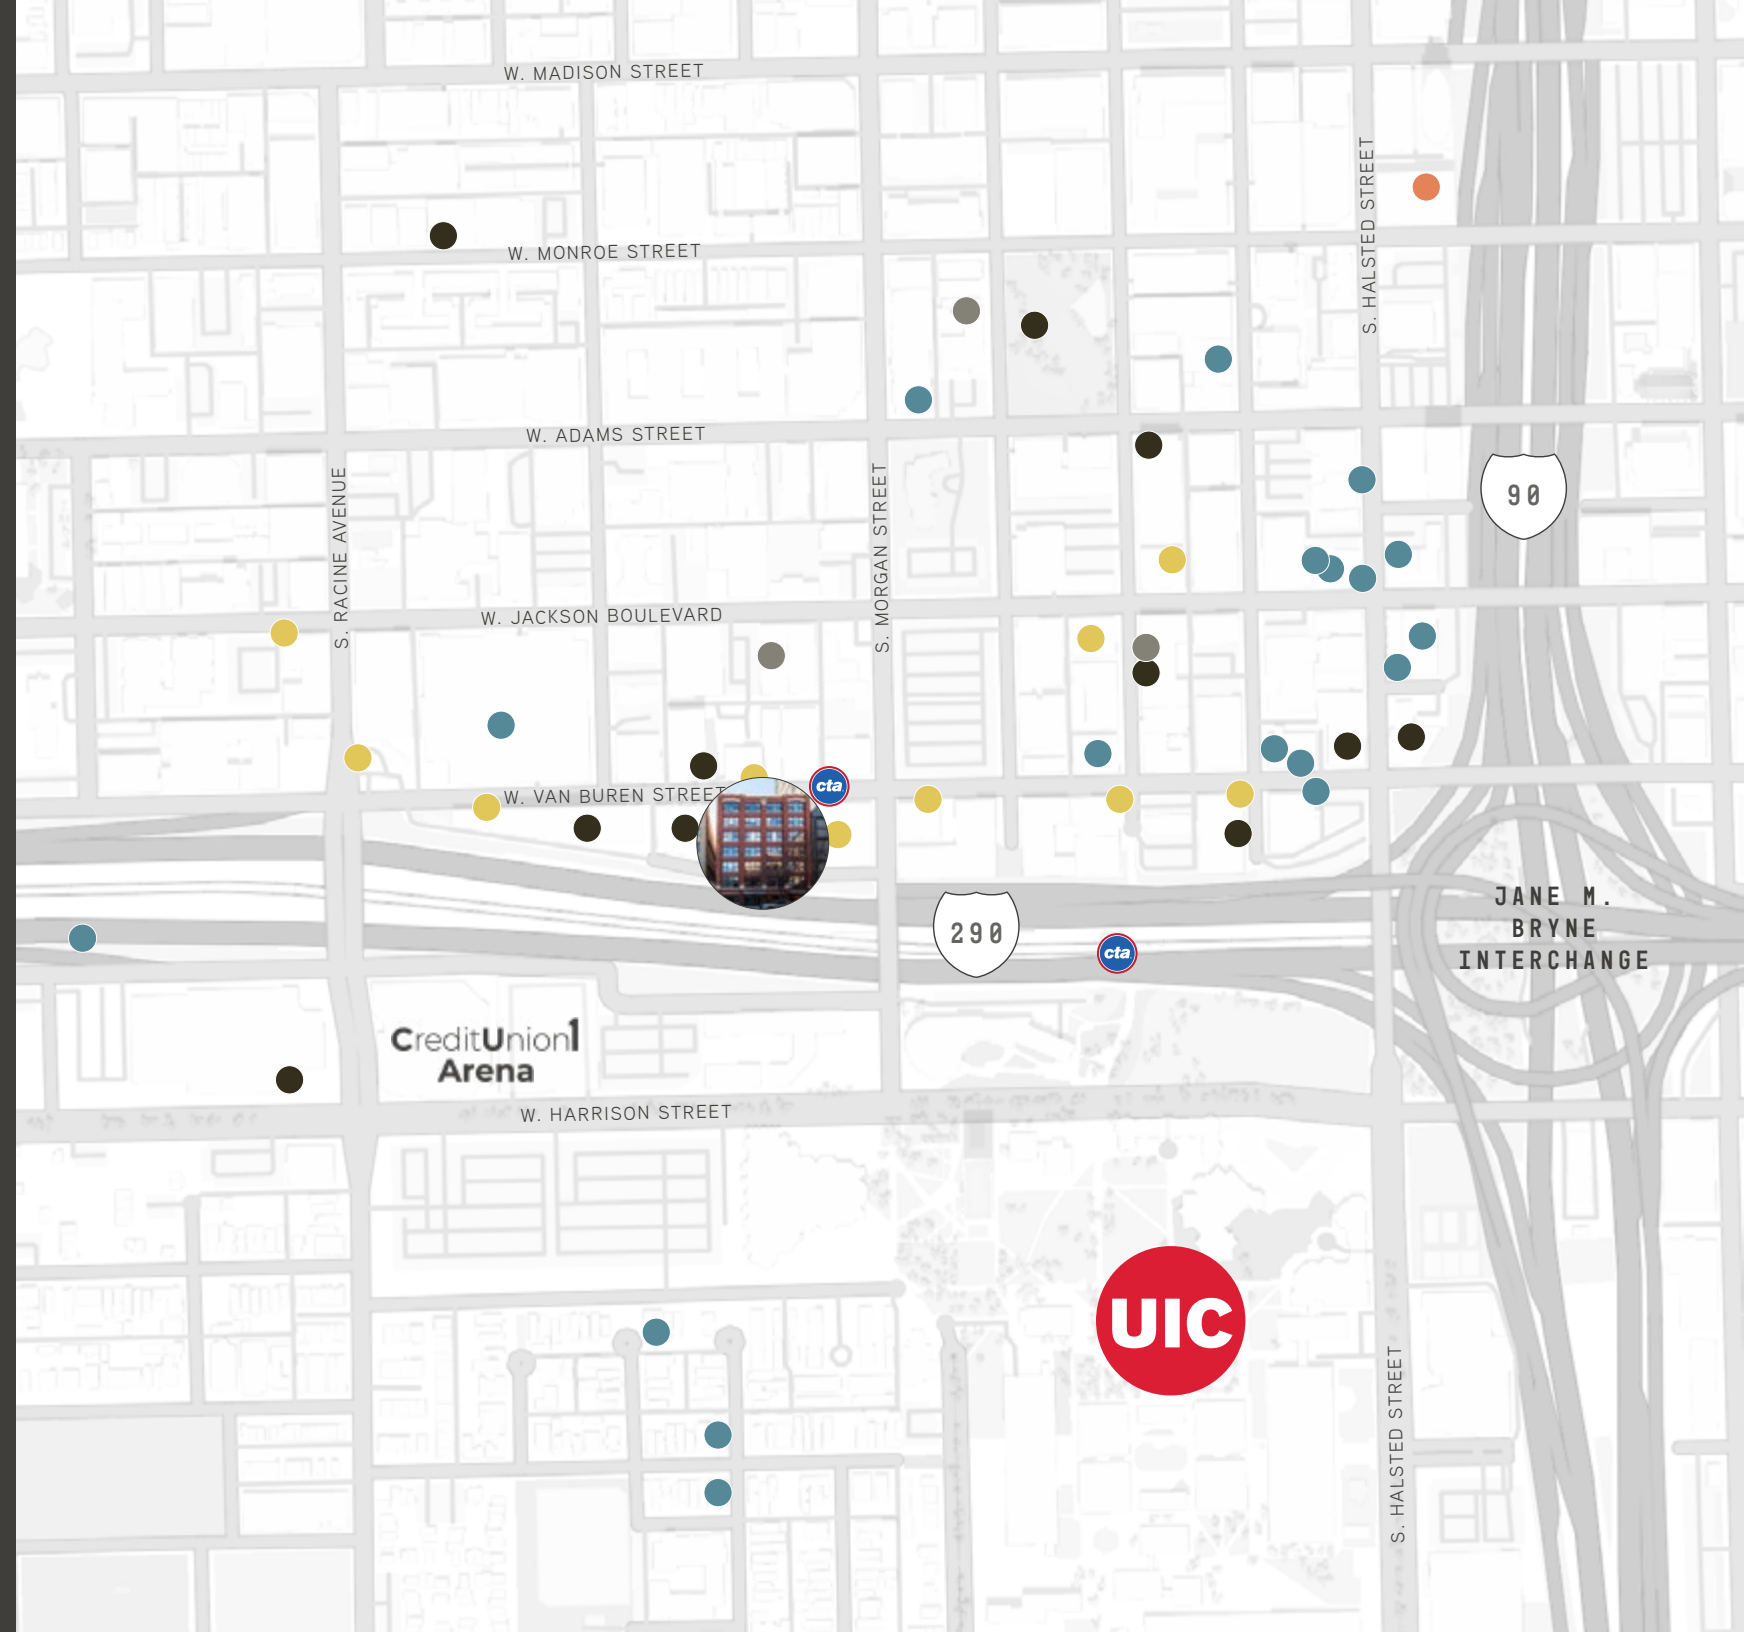 W. MADISON STREET
S. HALSTED STREET
W. MONROE STREET
W. ADAMS STREET
S. RACINE AVENUE
S. MORGAN STREET
90
W. JACKSON BOULEVARD
W. VAN BUREN STREET
cta
290
cta
JANE M.
BRYNE
INTERCHANGE
CreditUnion1
Arena
W. HARRISON STREET
UIC
S. HALSTED STREET